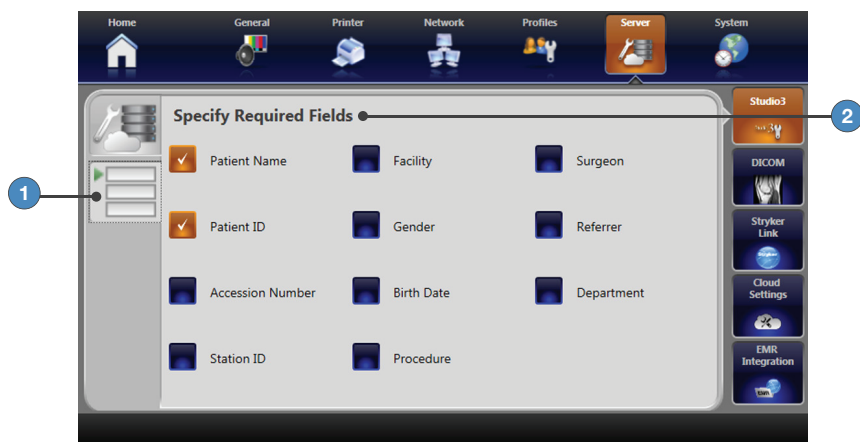 Home
General
Printer
Network
Profiles
Server
System
Specify Required Fields
2
1
Patient Name
Facility
Surgeon
Patient ID
Gender
Referrer
Accession Number
Birth Date
Department
Station ID
Procedure
Studio3
DICOM
Stryker
Link
Cloud
Settings
EMR
Integration